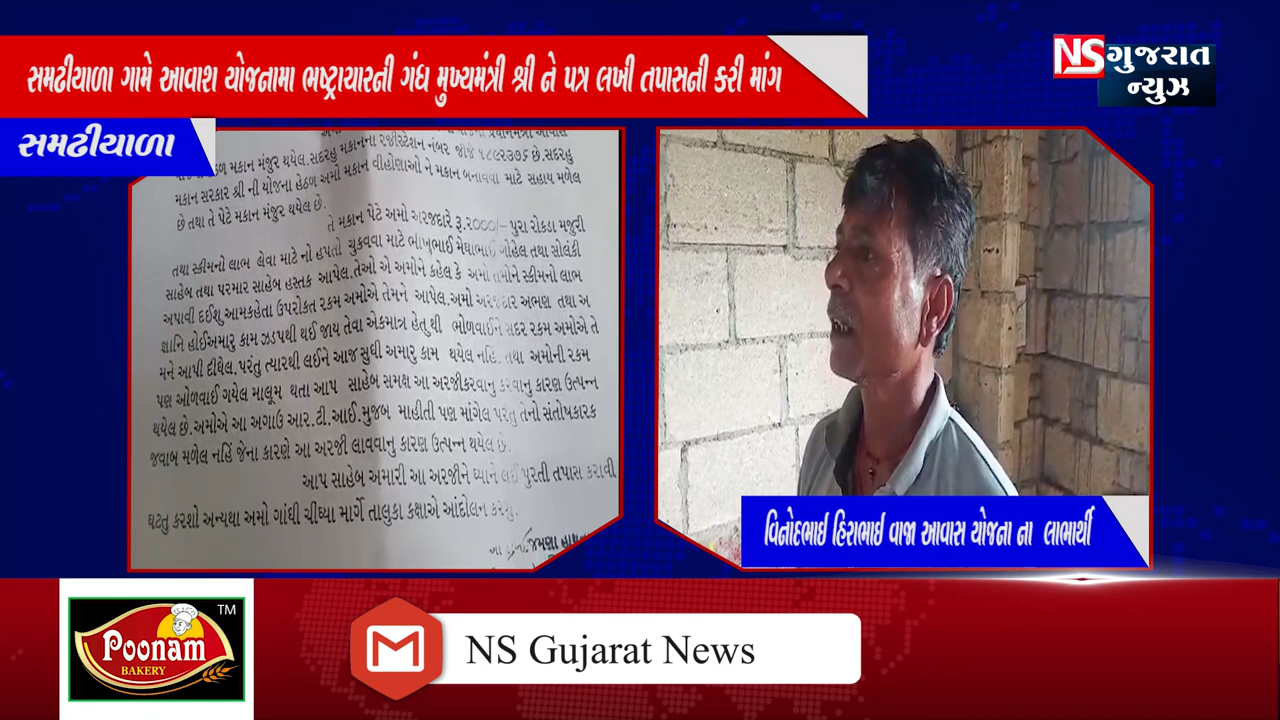 સમઢીયાળા ગામે આવાશ યોજનામા ભષ્ટ્રાચારની ગંધ મુખ્યમંત્રી શ્રી ને પત્ર લખી તપાસની કરી માંગ
NS ગુજરાત
ન્યુઝ
સમઢીયાળા
મકાન મંજુર થયેલ.સદરહુ મકાનના રજીસ્ટ્રેશન નંબર જીજે ૫૮૯૨૩૭૬ છે.સદરહુ
મકાન સરકાર શ્રી ની યોજના હેઠળ અમો મકાન વીહોણાઓ ને મકાન બનાવવા માટે સહાય મળેલ
છે તથા તે પેટે મકાન મંજુર થયેલ છે.
તે મકાન પેટે અમો અરજદારે રૂ.૨૦૦૦/- પુરા રોકડા મજુરી
તથા સ્કીમનો લાભ લેવા માટે નો હપતો ચુકવવા માટે ભીખુભાઈ મેઘાભાઈ ગોહેલ તથા સોલંકી
સાહેબ તથા પરમાર સાહેબ હસ્તક આપેલ.તેઓ એ અમોને કહેલ કે અમો તમોને સ્કીમનો લાભ
અપાવી દઈશુ આમકહેતા ઉપરોકત રકમ અમોએ તેમને આપેલ.અમો અરજદાર અભણ તથા અ
જ્ઞાનિ હોઈઅમારુ કામ ઝડપથી થઈ જાય તેવા એકમાત્ર હેતુ થી ભોળવાઈને સદર રકમ અમોએ તે
મને આપી દીધેલ.પરંતુ ત્યારથી લઈને આજ સુધી અમારુ કામ થયેલ નહિં. તથા અમોની રકમ
પણ ઓળવાઈ ગયેલ માલૂમ થતા આપ સાહેબ સમક્ષ આ અરજીકરવાનુ કરવાનુ કારણ ઉત્પન્ન
થયેલ છે.અમોએ આ અગાઉ આર.ટી.આઈ.મુજબ માહીતી પણ માંગેલ પરંતુ તેનો સંતોષકારક
જવાબ મળેલ નહિં જેના કારણે આ અરજી લાવવાનુ કારણ ઉત્પન્ન થયેલ છે.
આપ સાહેબ અમારી આ અરજીને ધ્યાને લઈ પુરતી તપાસ કરાવી
ઘટતુ કરશો અન્યથા અમો ગાંધી ચીંધ્યા માર્ગે તાલુકા કક્ષાએ આંદોલન કરશુ.
વિનોદભાઇ હિરાભાઇ વાજા આવાસ યોજના ના લાભાર્થી
Poonam TM
BAKERY
NS Gujarat News